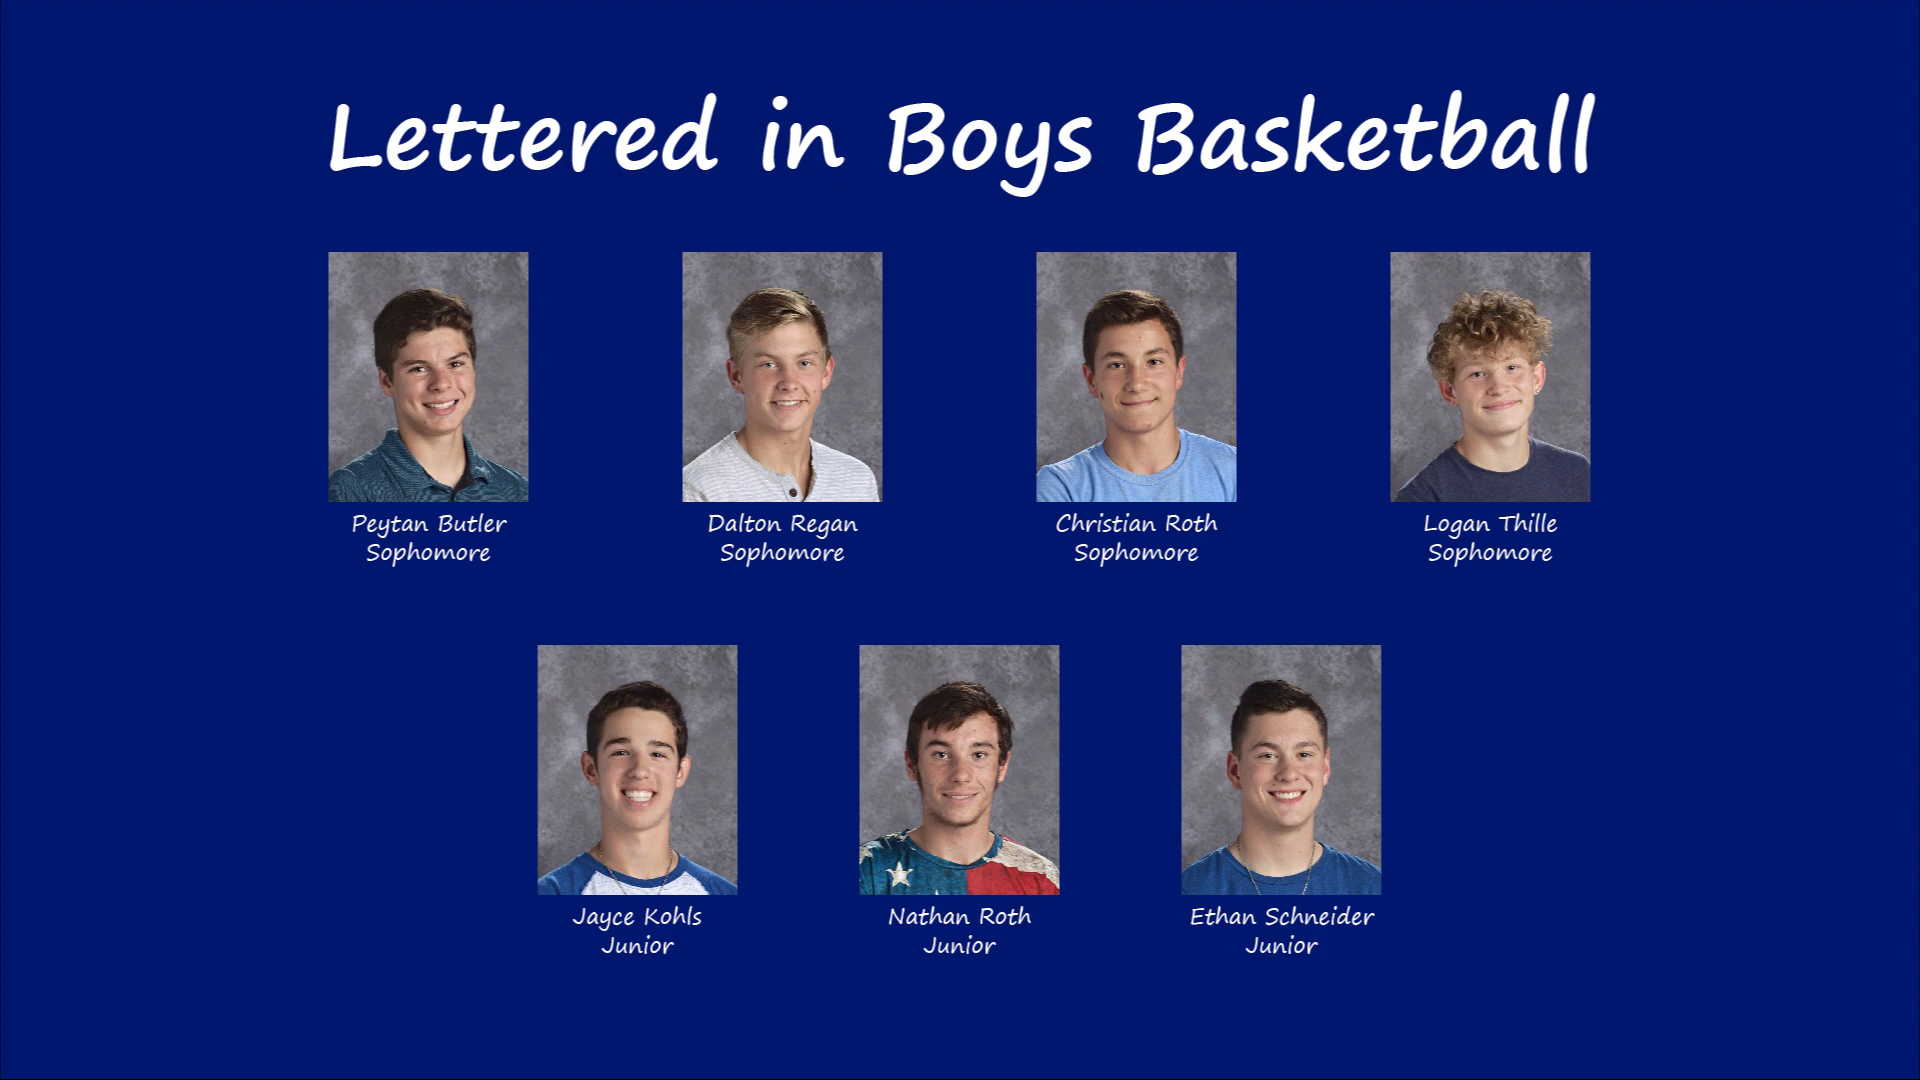 Lettered in Boys Basketball
Peytan Butler
Sophomore
Dalton Regan
Sophomore
Christian Roth
Sophomore
Logan Thille
Sophomore
Jayce Kohls
Junior
Nathan Roth
Junior
Ethan Schneider
Junior